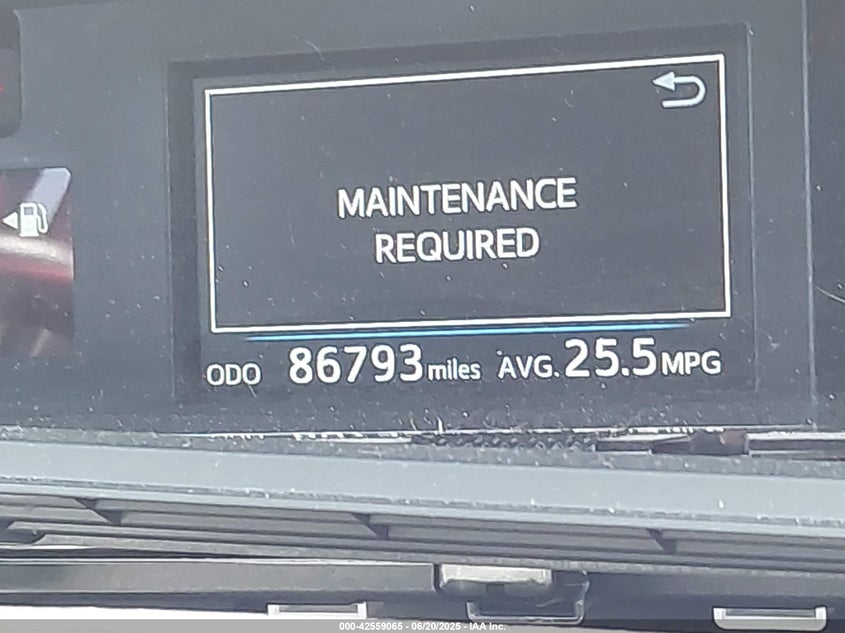 MAINTENANCE
REQUIRED
ODO 86793 miles AVG. 25.5 MPG
000-42559065 - 06/20/2025 - IAA Inc.